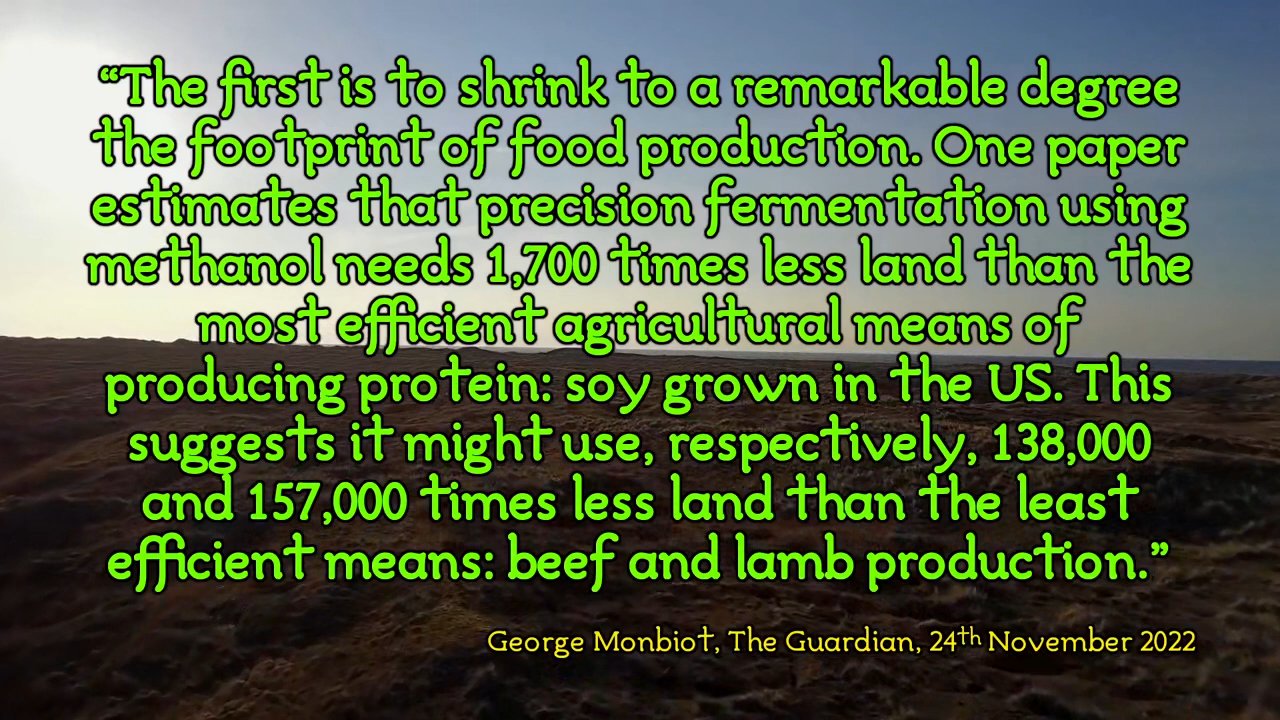 “The first is to shrink to a remarkable degree
the footprint of food production. One paper
estimates that precision fermentation using
methanol needs 1,700 times less land than the
most efficient agricultural means of
producing protein: soy grown in the US. This
suggests it might use, respectively, 138,000
and 157,000 times less land than the least
efficient means: beef and lamb production.”
George Monbiot, The Guardian, 24th November 2022